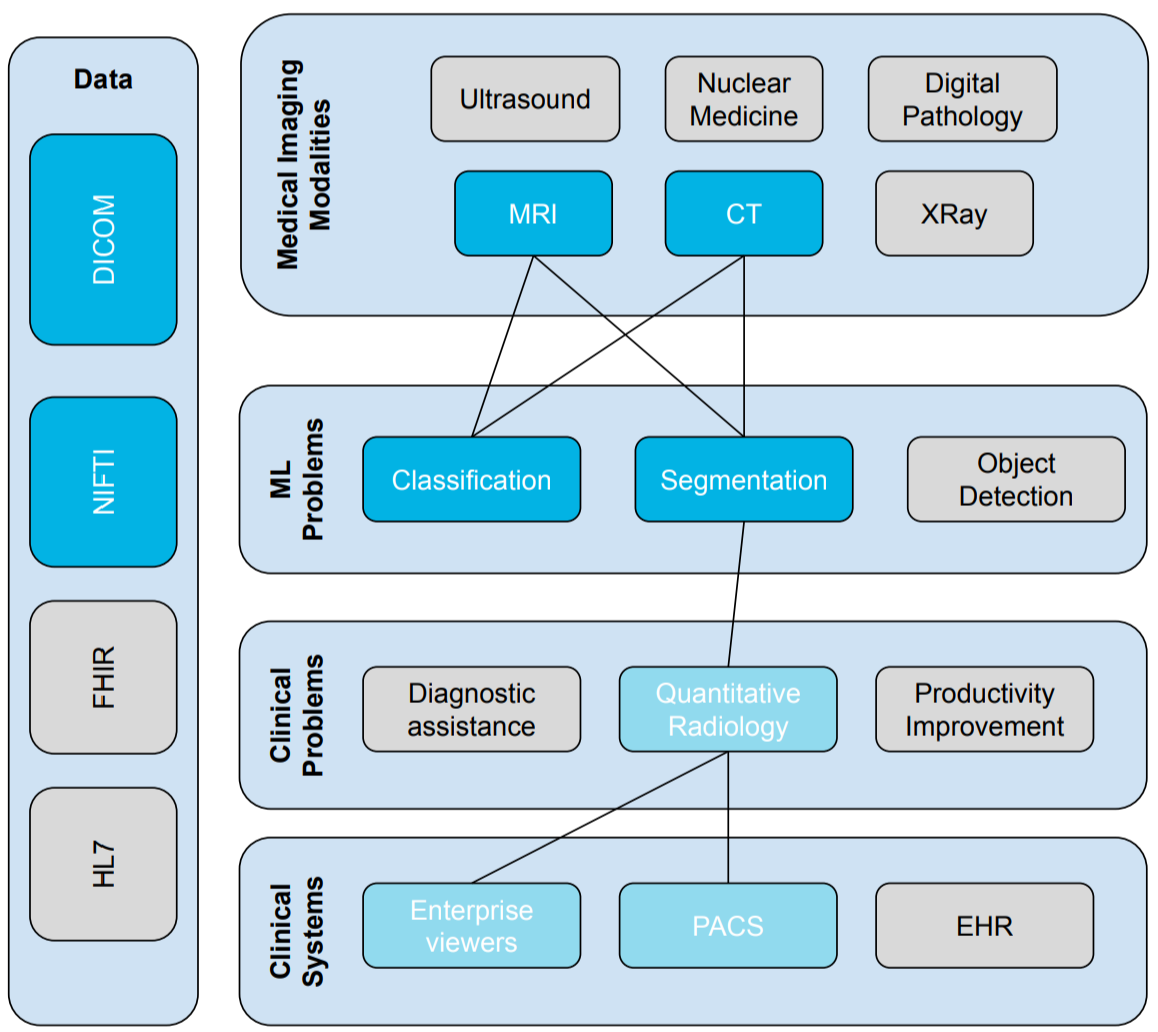 Data
DICOM
NIFTI
FHIR
HL7
Medical Imaging
Modalities
Ultrasound
Nuclear
Medicine
Digital
Pathology
MRI
CT
XRay
ML
Problems
Classification
Segmentation
Object
Detection
Clinical
Problems
Diagnostic
assistance
Quantitative
Radiology
Productivity
Improvement
Clinical
Systems
Enterprise
viewers
PACS
EHR